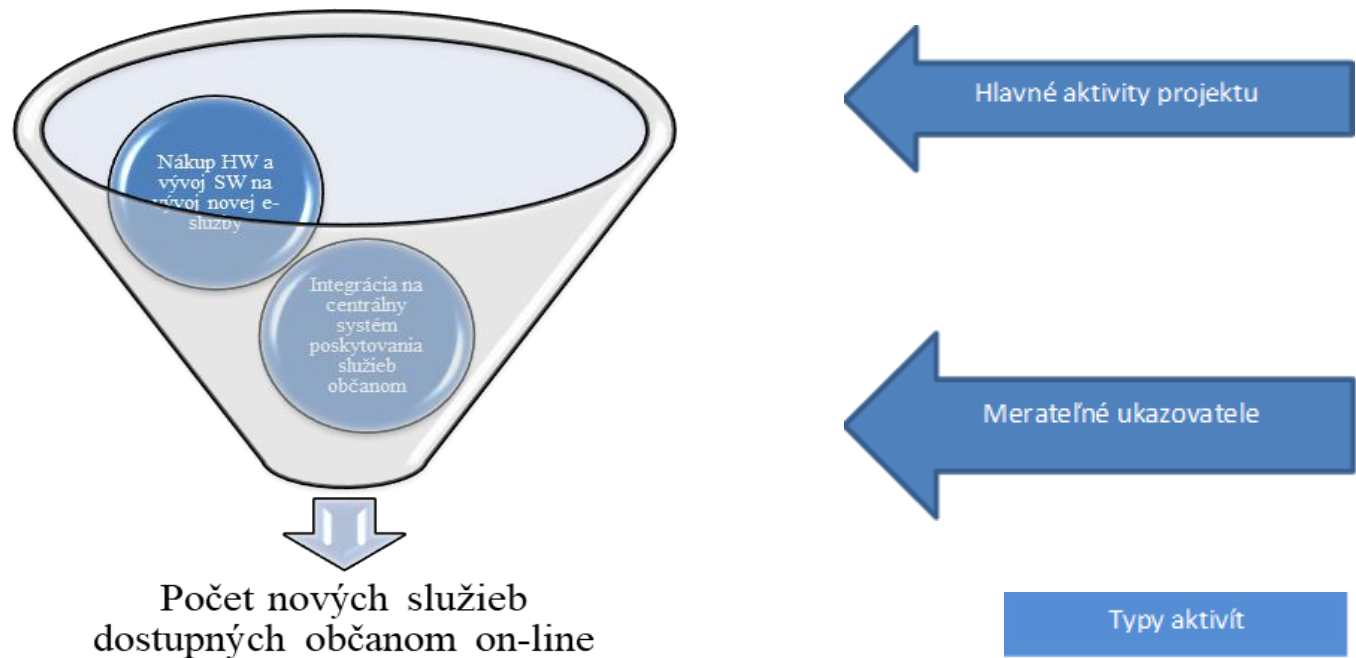 Nákup HW a
vývoj SW na
vývoj novej e-
služby
Integrácia na
centrálny
systém
poskytovania
služieb
občanom
Počet nových služieb
dostupných občanom on-line
Hlavné aktivity projektu
Merateľné ukazovatele
Typy aktivít